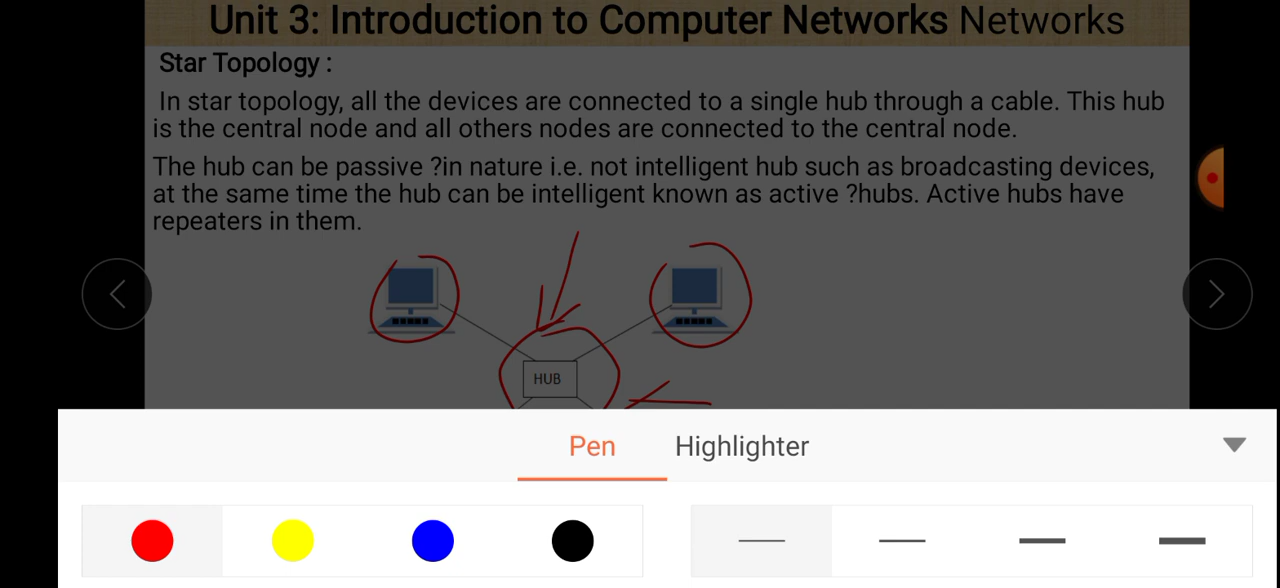 Unit 3: Introduction to Computer Networks Networks
Star Topology :
In star topology, all the devices are connected to a single hub through a cable. This hub
is the central node and all others nodes are connected to the central node.
The hub can be passive ?in nature i.e. not intelligent hub such as broadcasting devices,
at the same time the hub can be intelligent known as active ?hubs. Active hubs have
repeaters in them.
HUB
Pen Highlighter